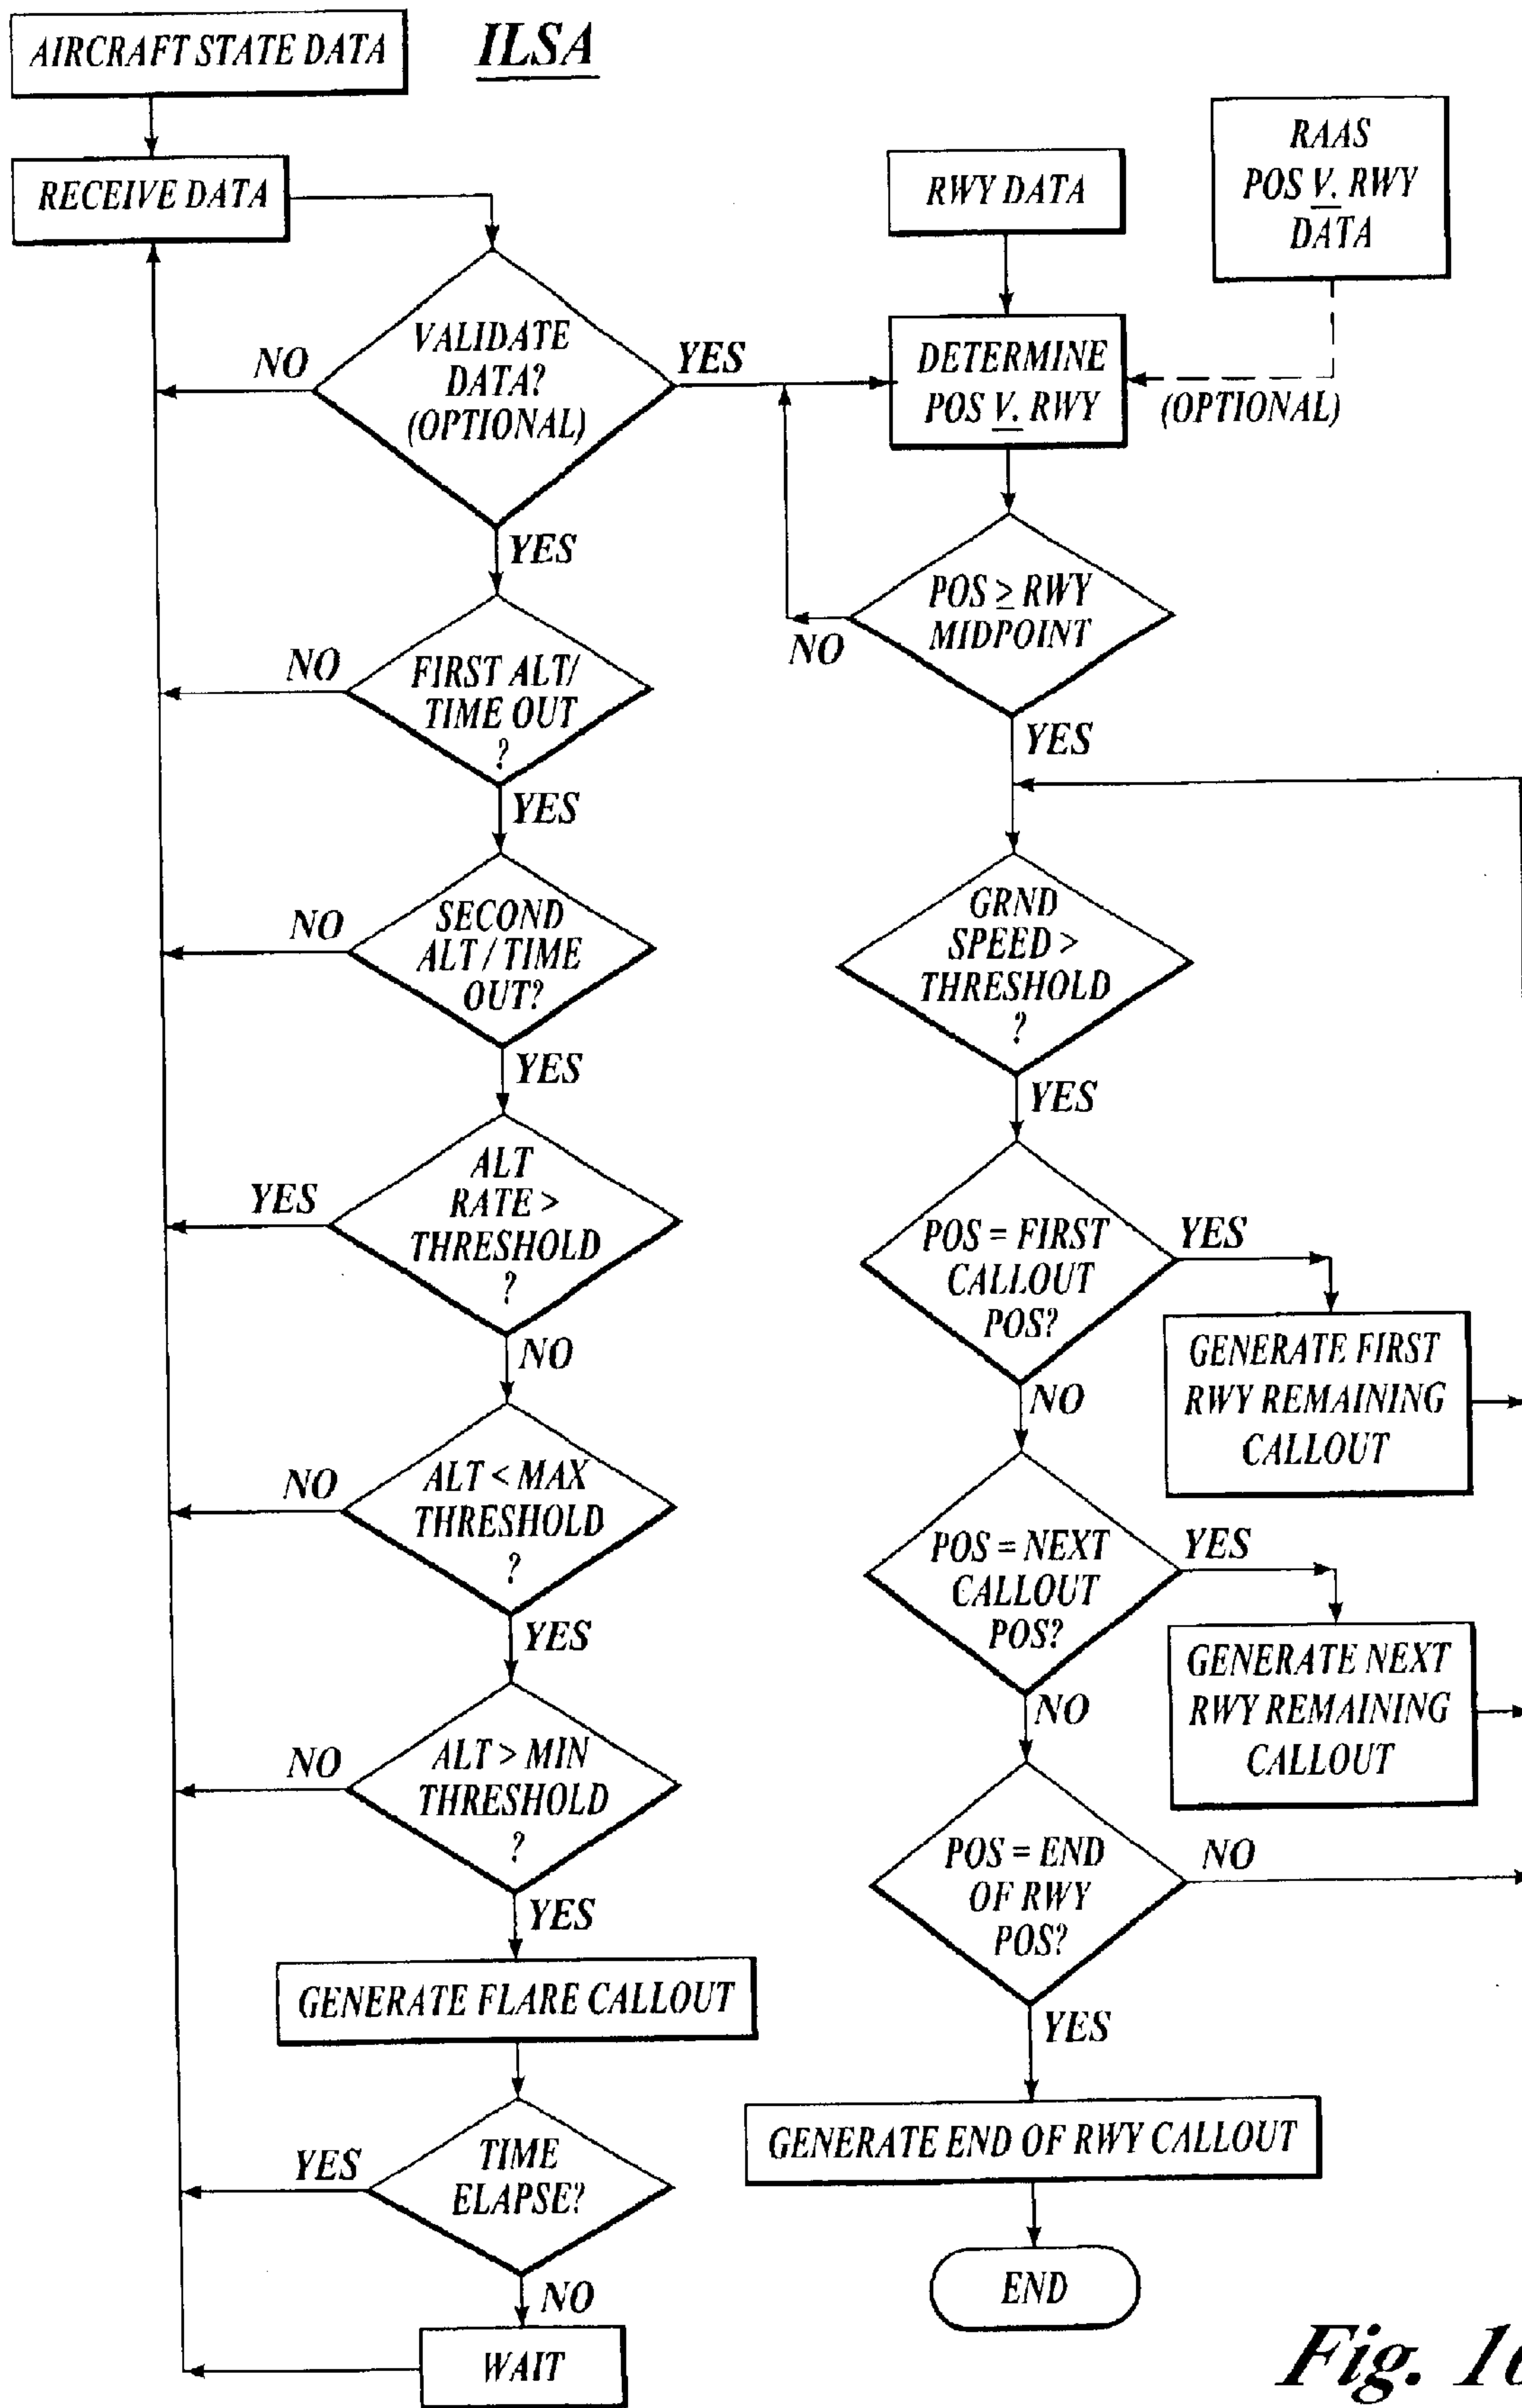 AIRCRAFT STATE DATA
ILSA
RECEIVE DATA
VALIDATE
DATA?
(OPTIONAL)
NO
YES
YES
FIRST ALT/
TIME OUT
?
NO
YES
SECOND
ALT / TIME
OUT?
NO
YES
ALT
RATE >
THRESHOLD
?
YES
NO
ALT < MAX
THRESHOLD
?
NO
YES
ALT > MIN
THRESHOLD
?
NO
YES
GENERATE FLARE CALLOUT
TIME
ELAPSE?
YES
NO
WAIT
RWY DATA
RAAS
POS V. RWY
DATA
DETERMINE
POS V. RWY
(OPTIONAL)
POS ≥ RWY
MIDPOINT
NO
YES
GRND
SPEED >
THRESHOLD
?
YES
POS = FIRST
CALLOUT
POS?
YES
GENERATE FIRST
RWY REMAINING
CALLOUT
NO
POS = NEXT
CALLOUT
POS?
YES
GENERATE NEXT
RWY REMAINING
CALLOUT
NO
POS = END
OF RWY
POS?
NO
YES
GENERATE END OF RWY CALLOUT
END
Fig.